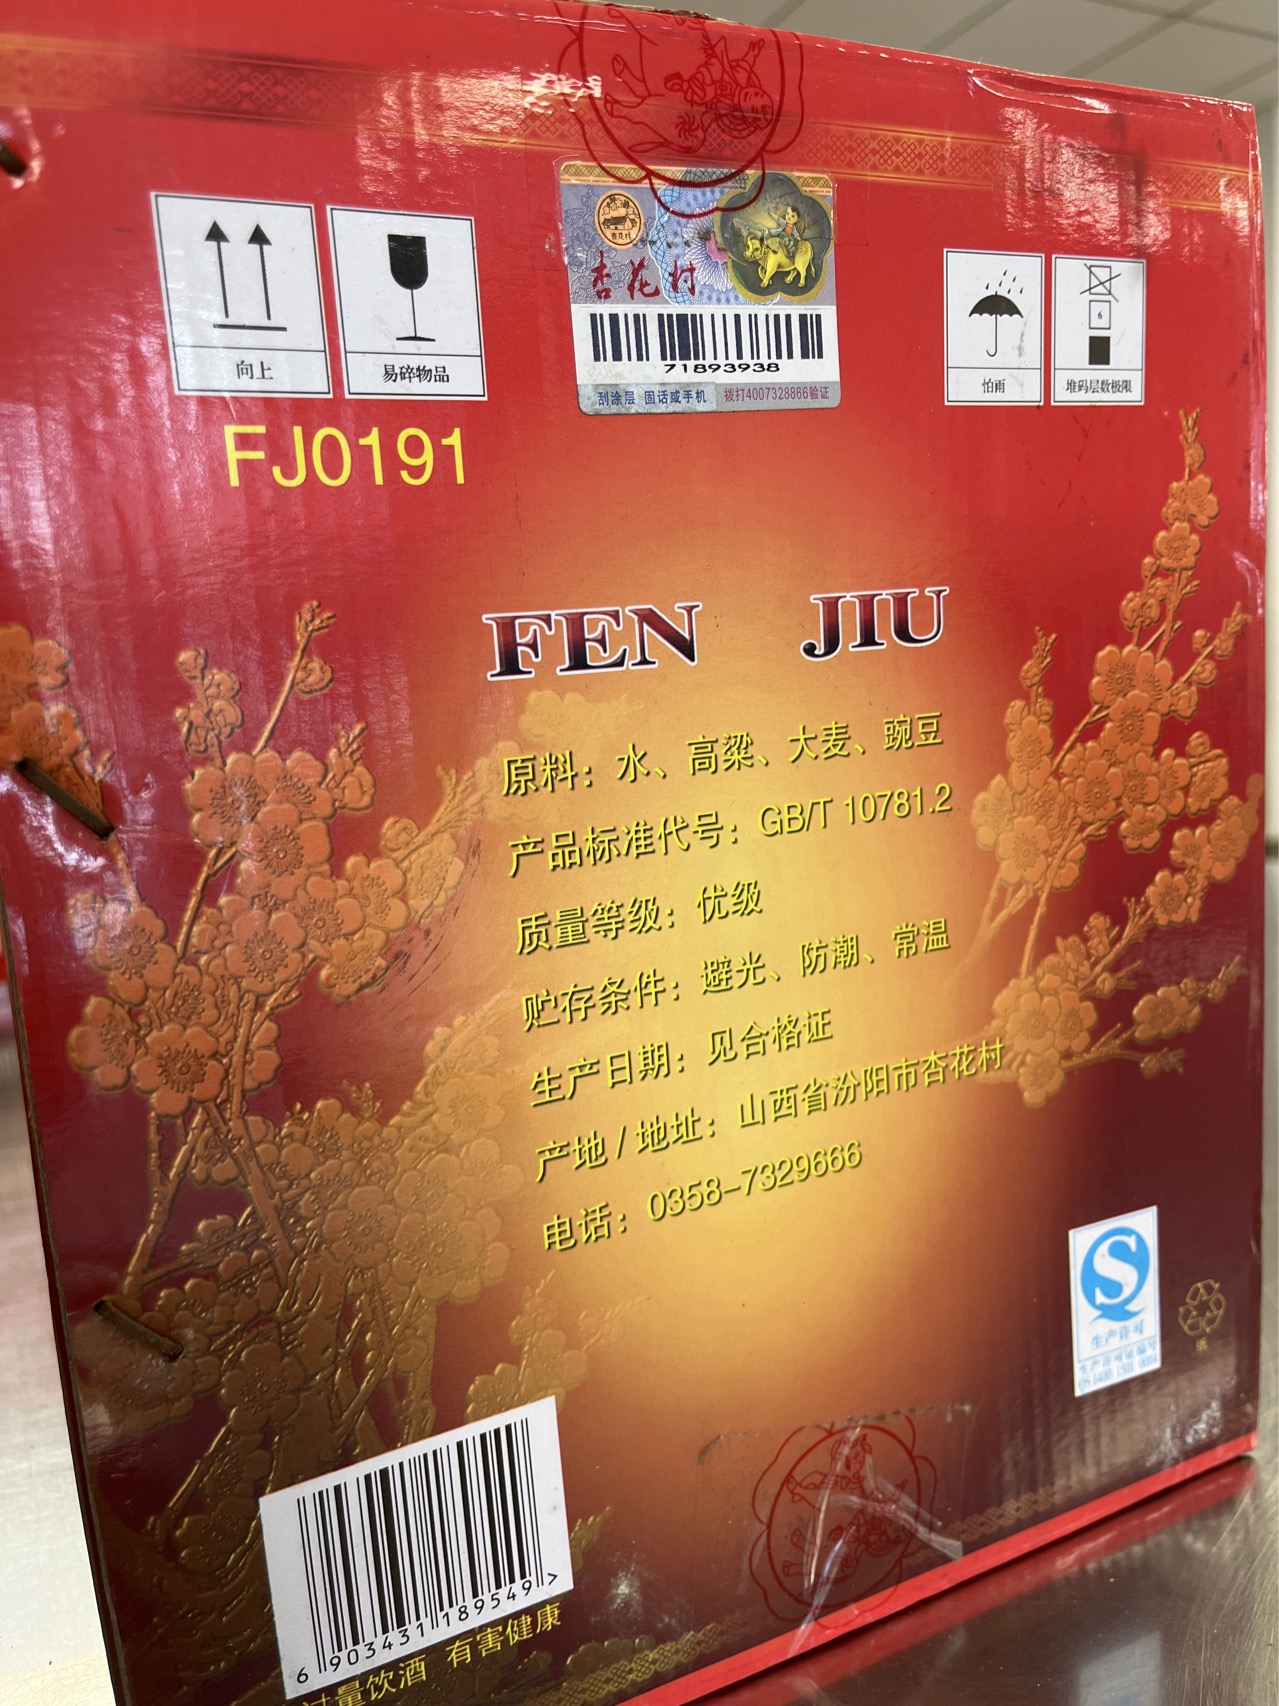 杏花村
71893938
刮涂层 固话或手机 拨打4007328866验证
向上
易碎物品
怕雨
6
堆码层数极限
FJ0191
FEN JIU
原料：水、高粱、大麦、豌豆
产品标准代号：GB/T 10781.2
质量等级：优级
贮存条件：避光、防潮、常温
生产日期：见合格证
产地/地址：山西省汾阳市杏花村
电话：0358-7329666
生产许可
纸
6 903431 189549 >
过量饮酒 有害健康